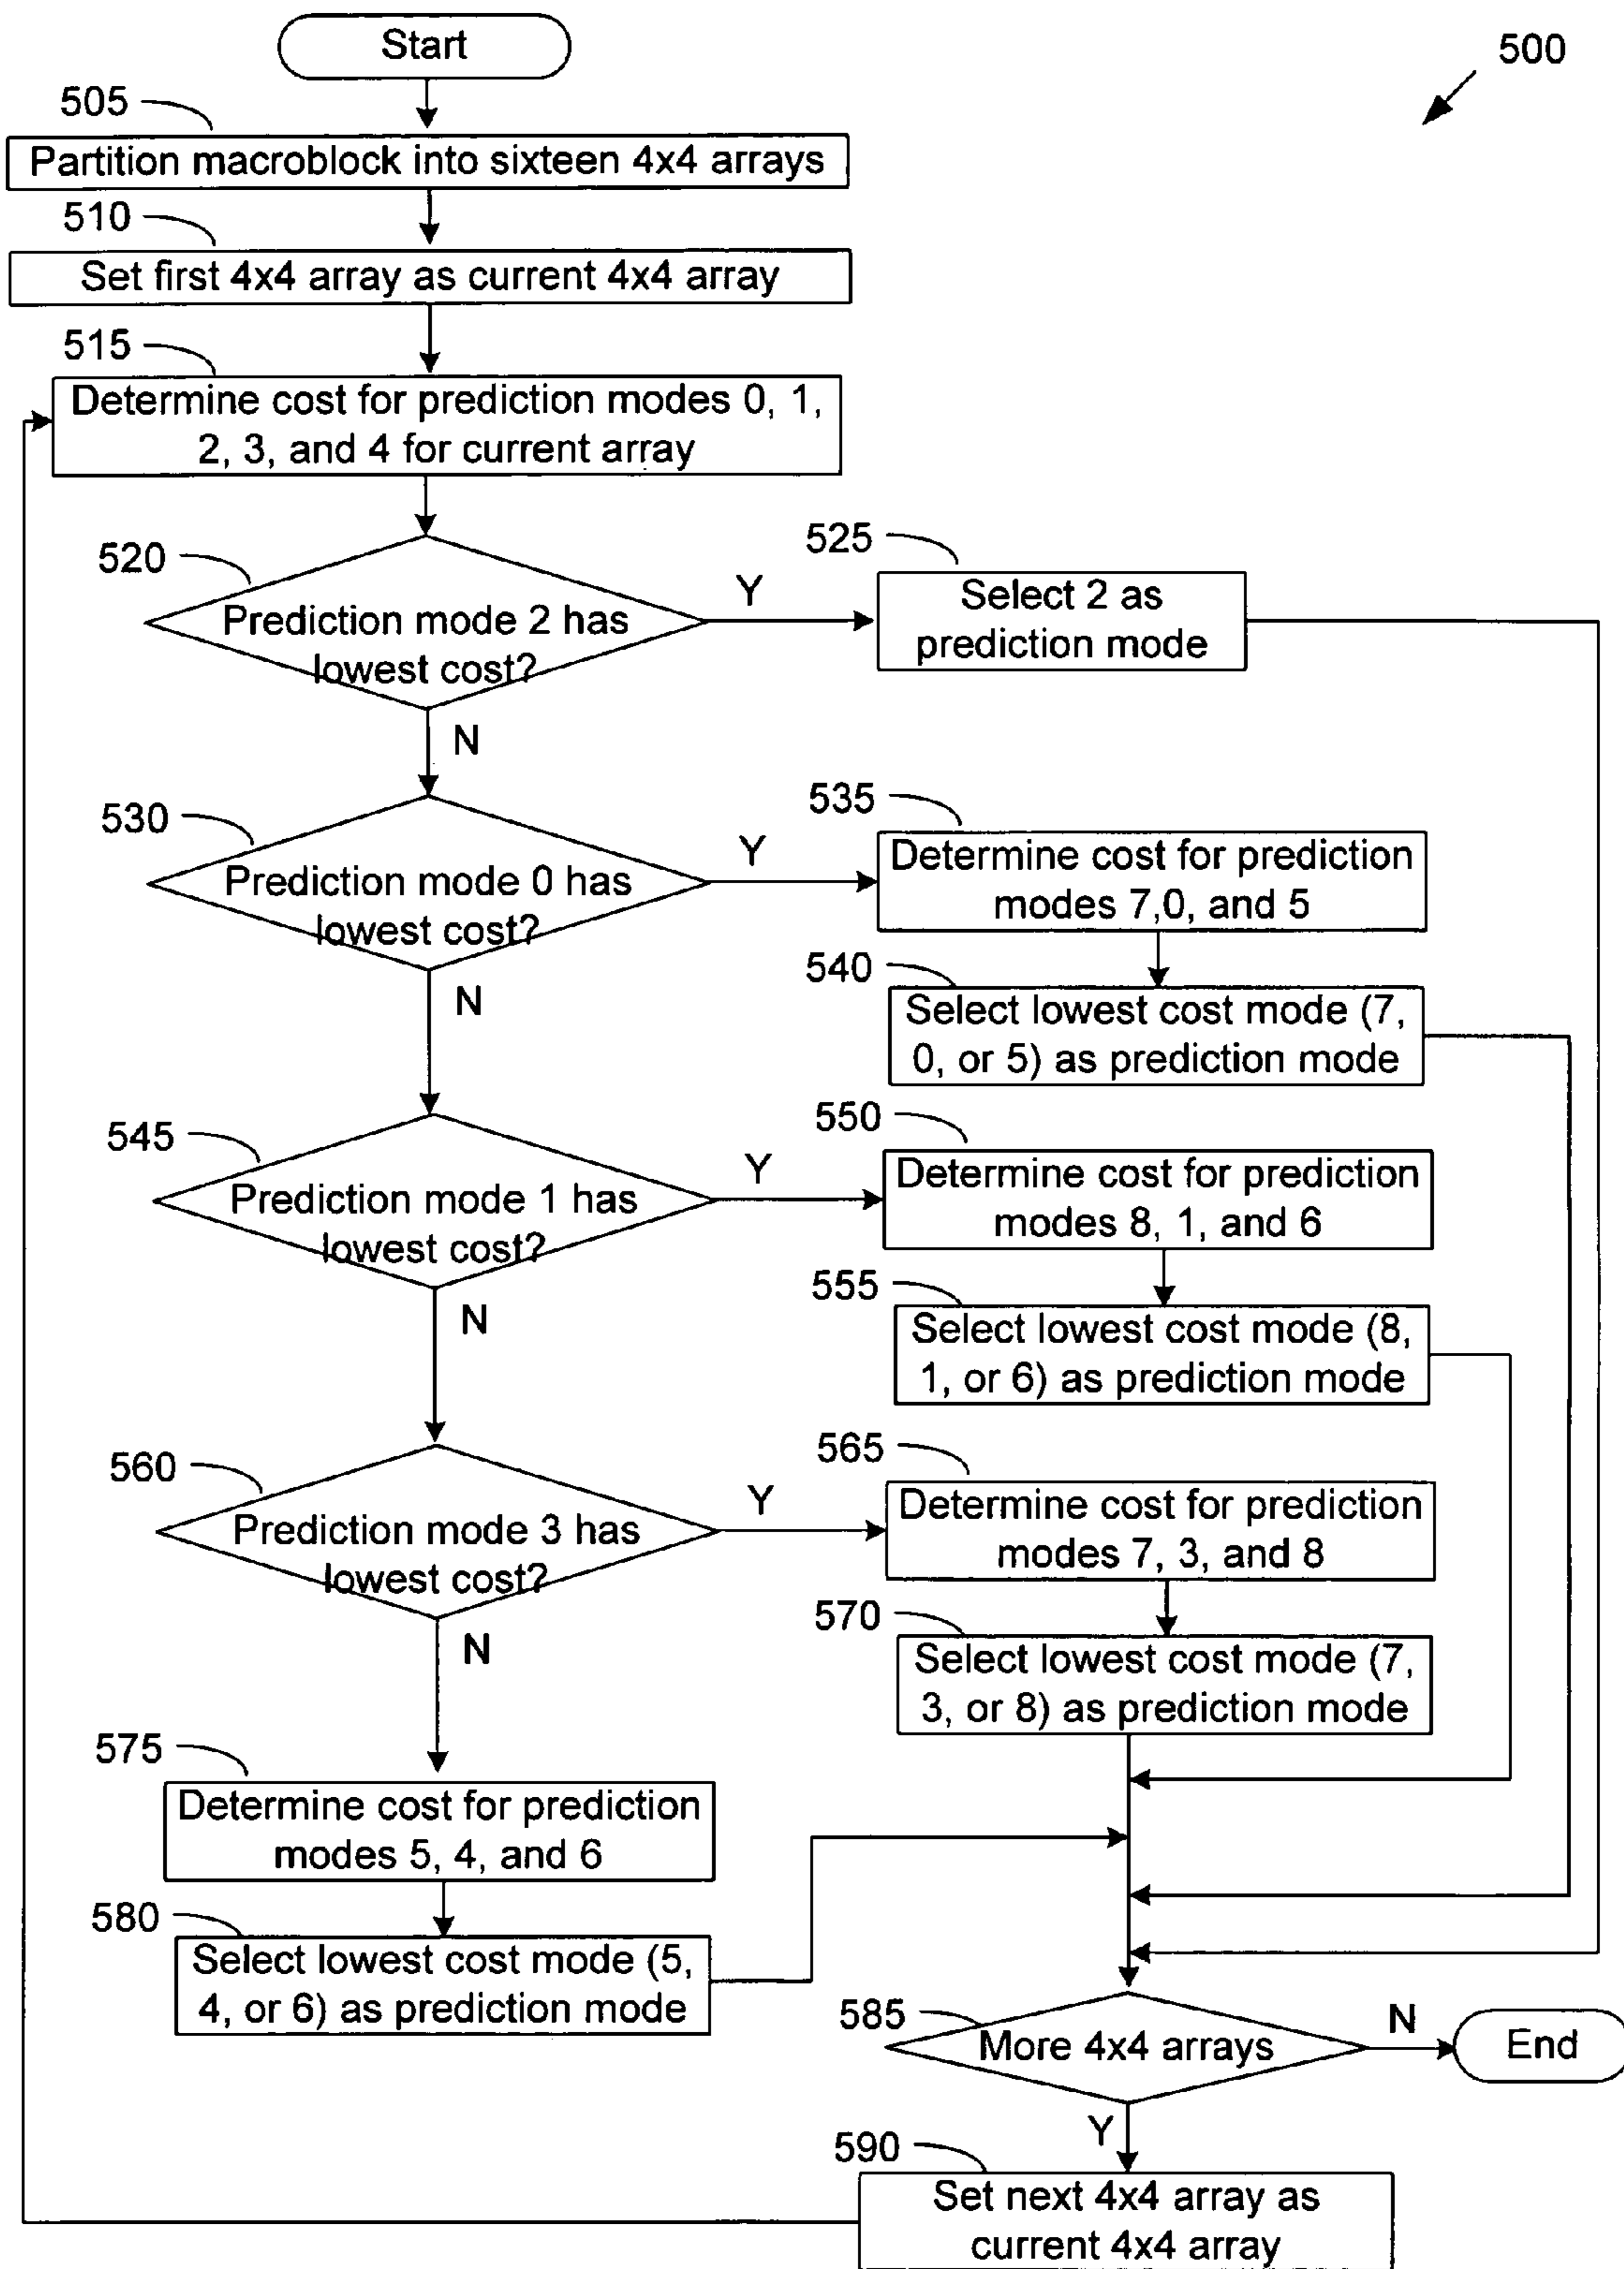 Start
500
505
Partition macroblock into sixteen 4x4 arrays
510
Set first 4x4 array as current 4x4 array
515
Determine cost for prediction modes 0, 1,
2, 3, and 4 for current array
520
Prediction mode 2 has
lowest cost?
Y
525
Select 2 as
prediction mode
N
530
Prediction mode 0 has
lowest cost?
Y
535
Determine cost for prediction
modes 7,0, and 5
540
Select lowest cost mode (7,
0, or 5) as prediction mode
N
545
Prediction mode 1 has
lowest cost?
Y
550
Determine cost for prediction
modes 8, 1, and 6
555
Select lowest cost mode (8,
1, or 6) as prediction mode
N
560
Prediction mode 3 has
lowest cost?
Y
565
Determine cost for prediction
modes 7, 3, and 8
570
Select lowest cost mode (7,
3, or 8) as prediction mode
N
575
Determine cost for prediction
modes 5, 4, and 6
580
Select lowest cost mode (5,
4, or 6) as prediction mode
585
More 4x4 arrays
N
End
Y
590
Set next 4x4 array as
current 4x4 array